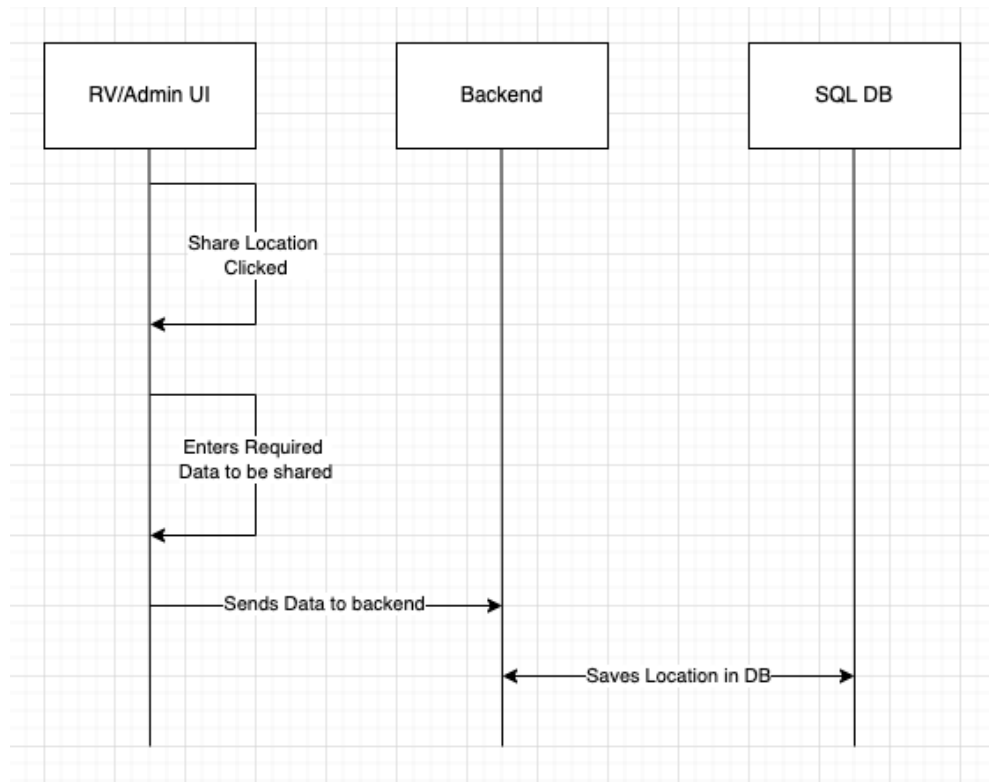 RV/Admin UI
Backend
SQL DB
Share Location
Clicked
Enters Required
Data to be shared
Sends Data to backend
Saves Location in DB